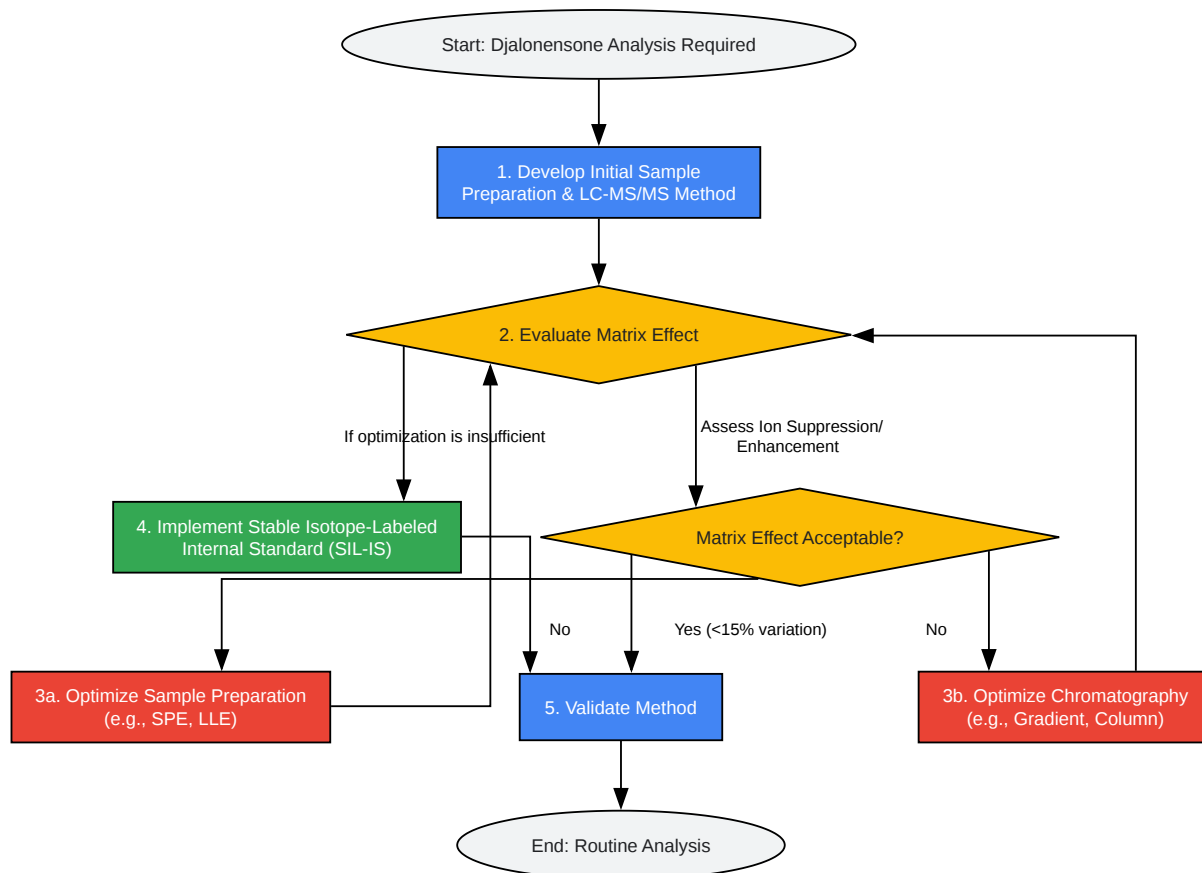 Start: Djalonensone Analysis Required
1. Develop Initial Sample
Preparation & LC-MS/MS Method
2. Evaluate Matrix Effect
If optimization is insufficient
Assess Ion Suppression/
Enhancement
4. Implement Stable Isotope-Labeled
Internal Standard (SIL-IS)
Matrix Effect Acceptable?
No
Yes (<15% variation)
No
3a. Optimize Sample Preparation
(e.g., SPE, LLE)
5. Validate Method
3b. Optimize Chromatography
(e.g., Gradient, Column)
End: Routine Analysis